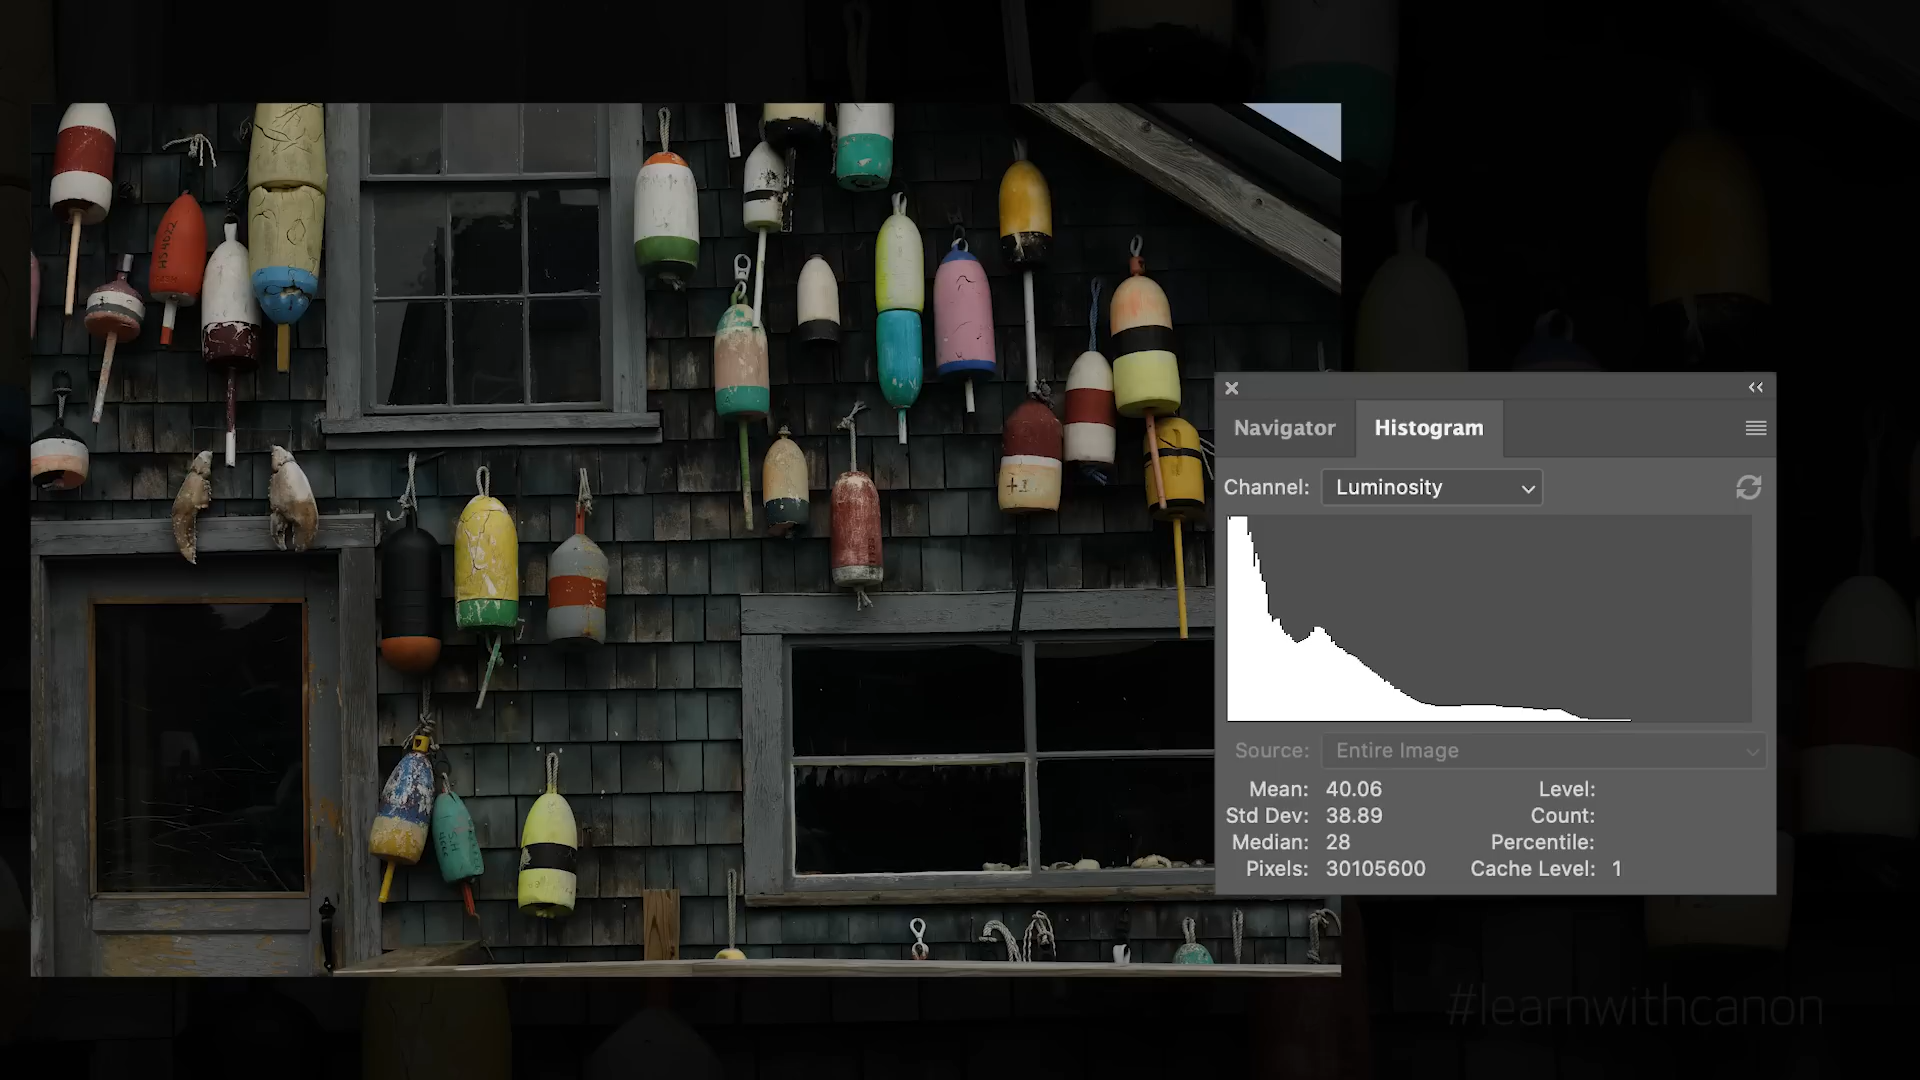 HS4022
Navigator
Histogram
Channel: Luminosity
Source: Entire Image
Mean: 40.06 Level:
Std Dev: 38.89 Count:
Median: 28 Percentile:
Pixels: 30105600 Cache Level: 1
#learnwithcanon